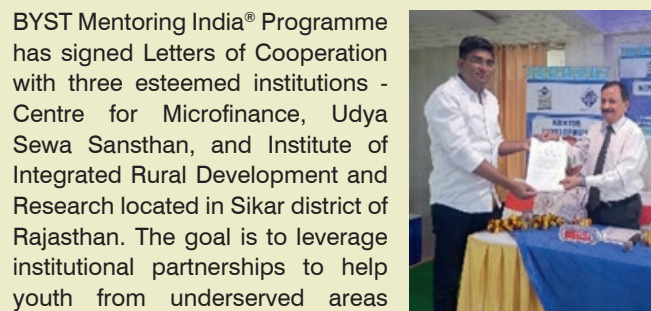 BYST Mentoring India® Programme
has signed Letters of Cooperation
with three esteemed institutions -
Centre for Microfinance, Udya
Sewa Sansthan, and Institute of
Integrated Rural Development and
Research located in Sikar district of
Rajasthan. The goal is to leverage
institutional partnerships to help
youth from underserved areas
MENTOR